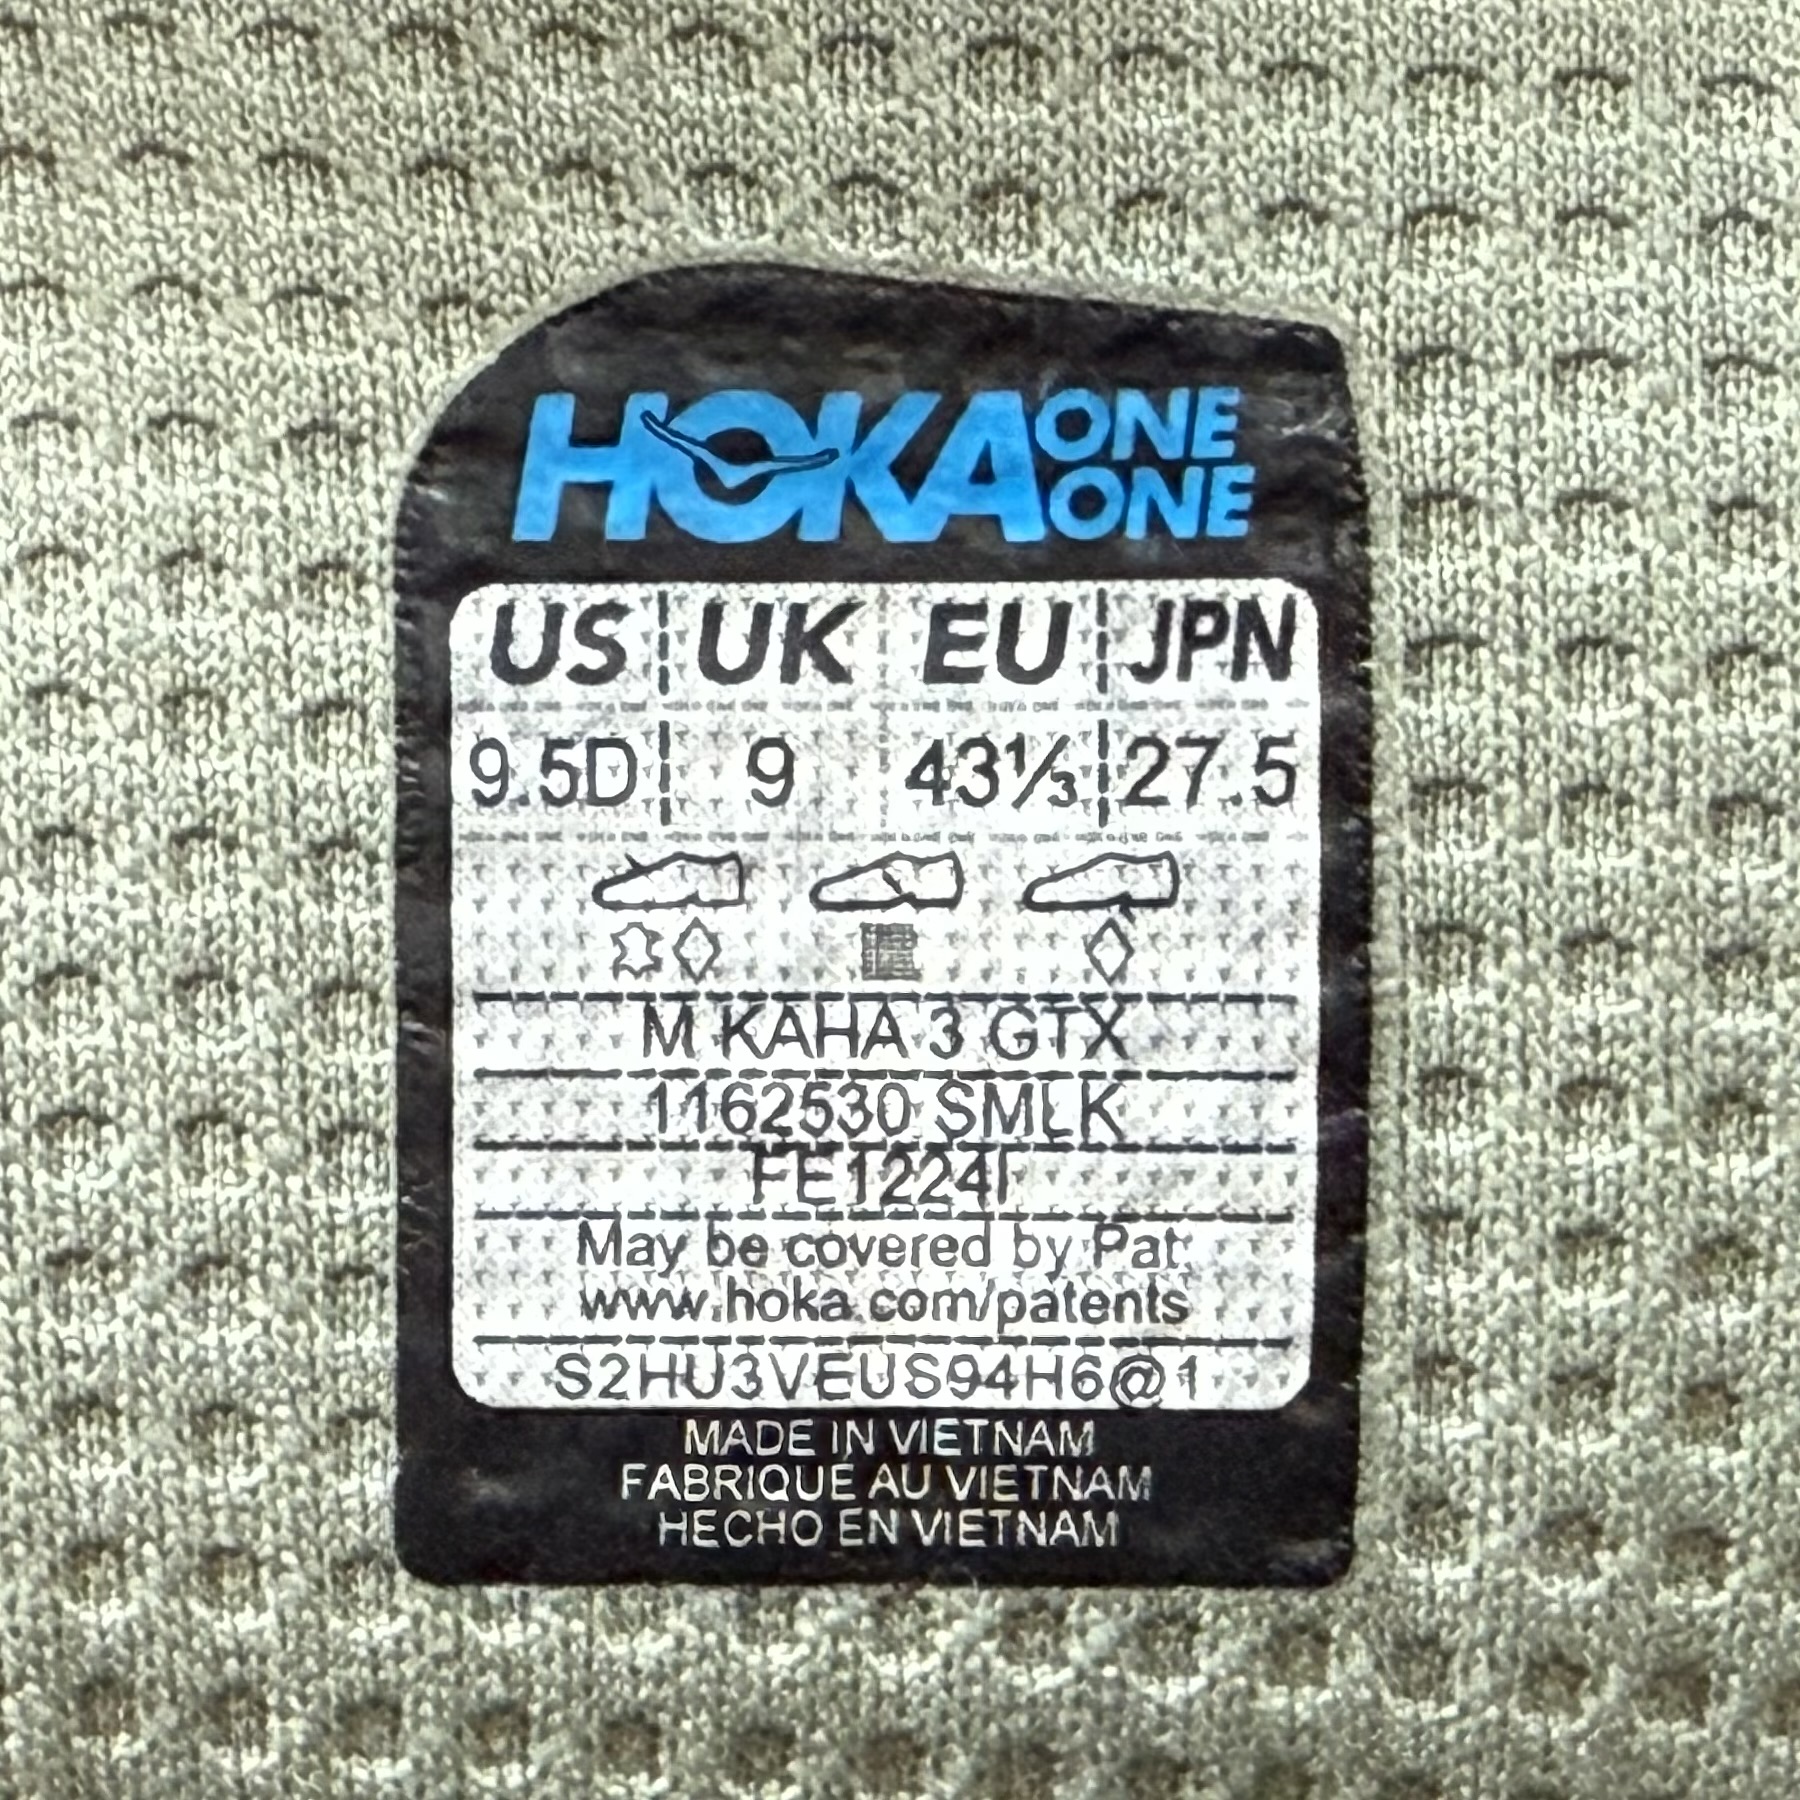 HOKA ONE ONE
US UK EU JPN
9.5D 9 43⅓ 27.5
M KAHA 3 GTX
1162530 SMLK
FE1224I
May be covered by Pat.
www.hoka.com/patents
S2HU3VEUS94H6@1
MADE IN VIETNAM
FABRIQUÉ AU VIETNAM
HECHO EN VIETNAM